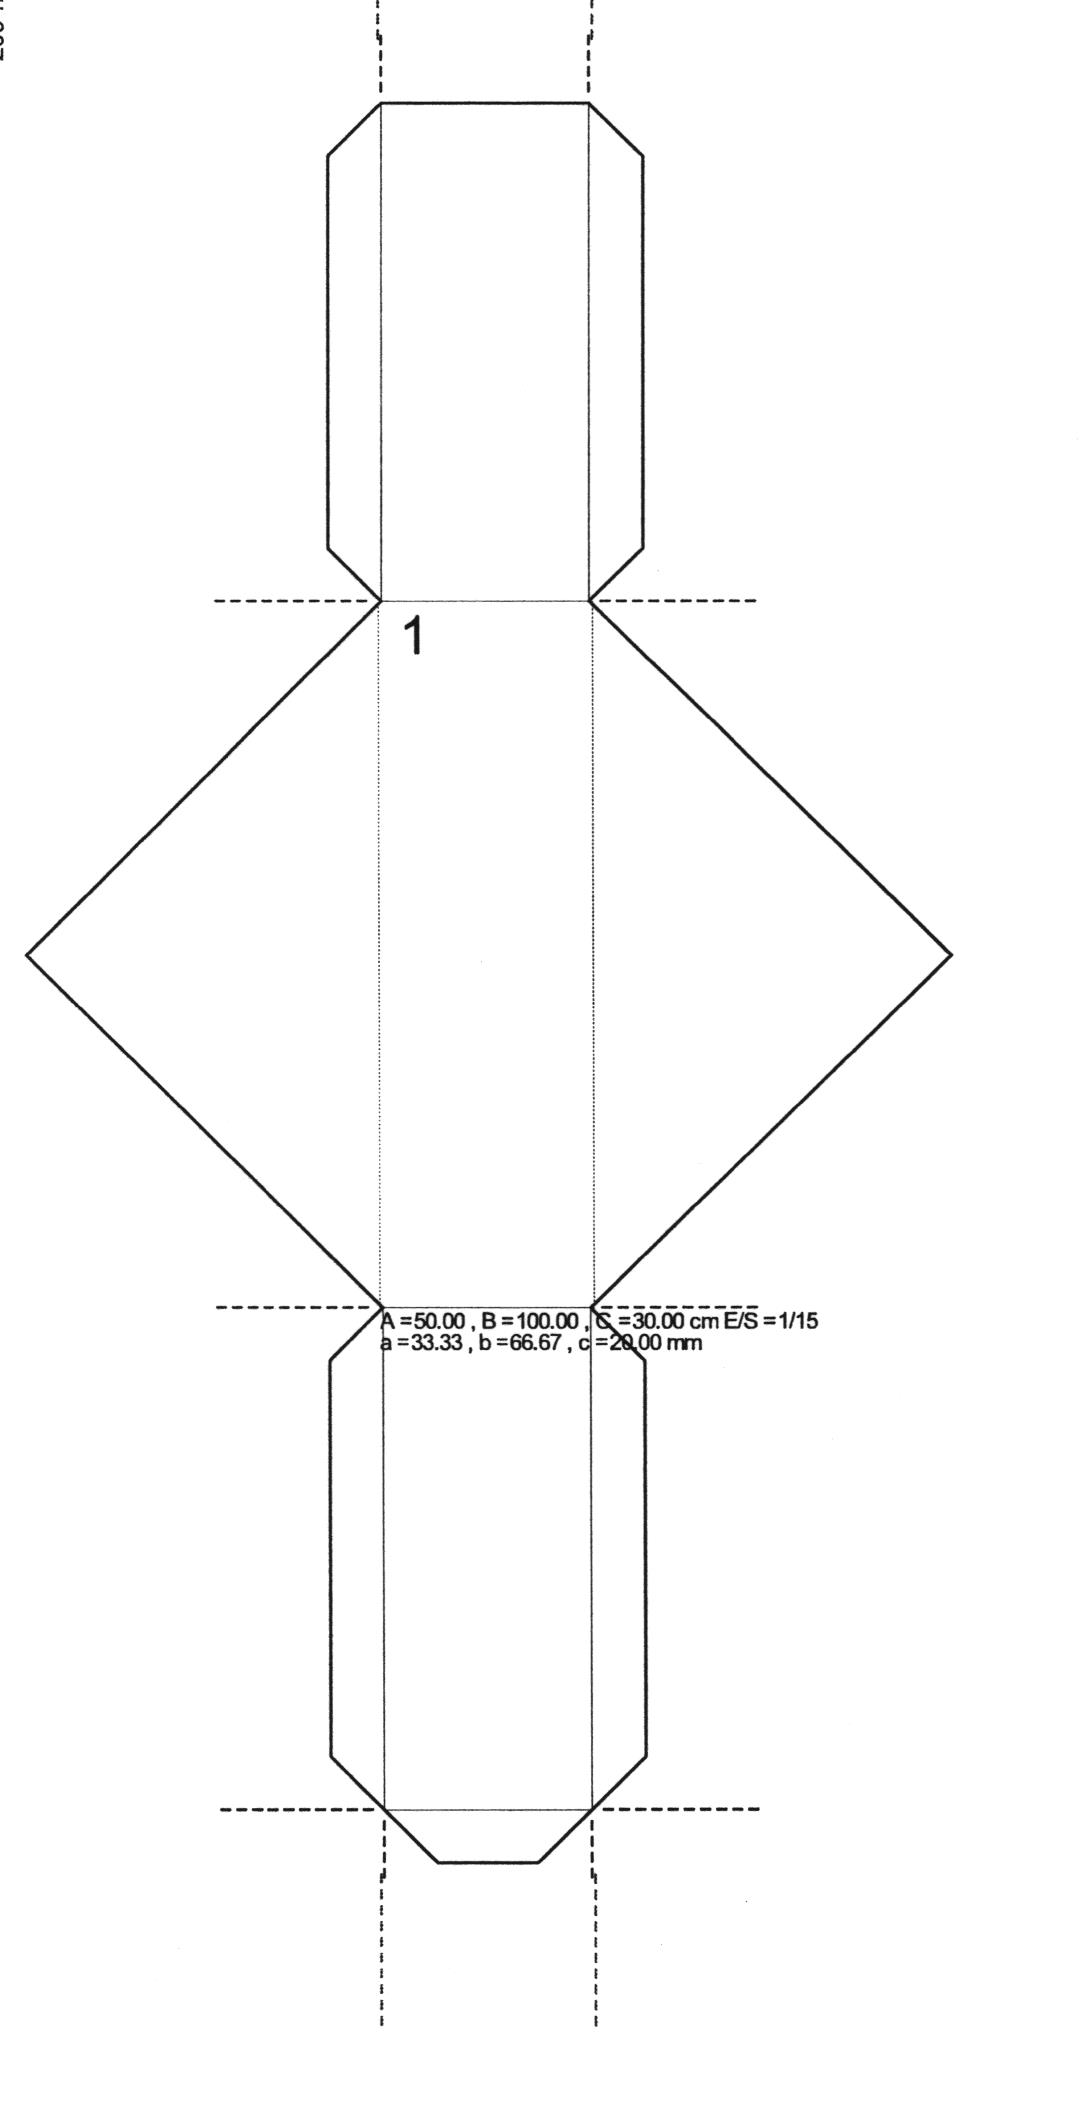 1
A =50.00 , B =100.00 , C =30.00 cm E/S =1/15
a =33.33 , b =66.67 , c =20.00 mm